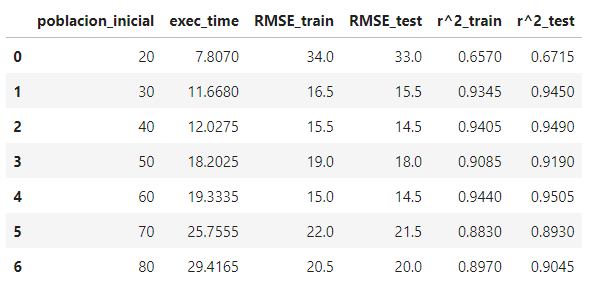 poblacion_inicial exec_time RMSE_train RMSE_test r^2_train r^2_test
0 20 7.8070 34.0 33.0 0.6570 0.6715
1 30 11.6680 16.5 15.5 0.9345 0.9450
2 40 12.0275 15.5 14.5 0.9405 0.9490
3 50 18.2025 19.0 18.0 0.9085 0.9190
4 60 19.3335 15.0 14.5 0.9440 0.9505
5 70 25.7555 22.0 21.5 0.8830 0.8930
6 80 29.4165 20.5 20.0 0.8970 0.9045